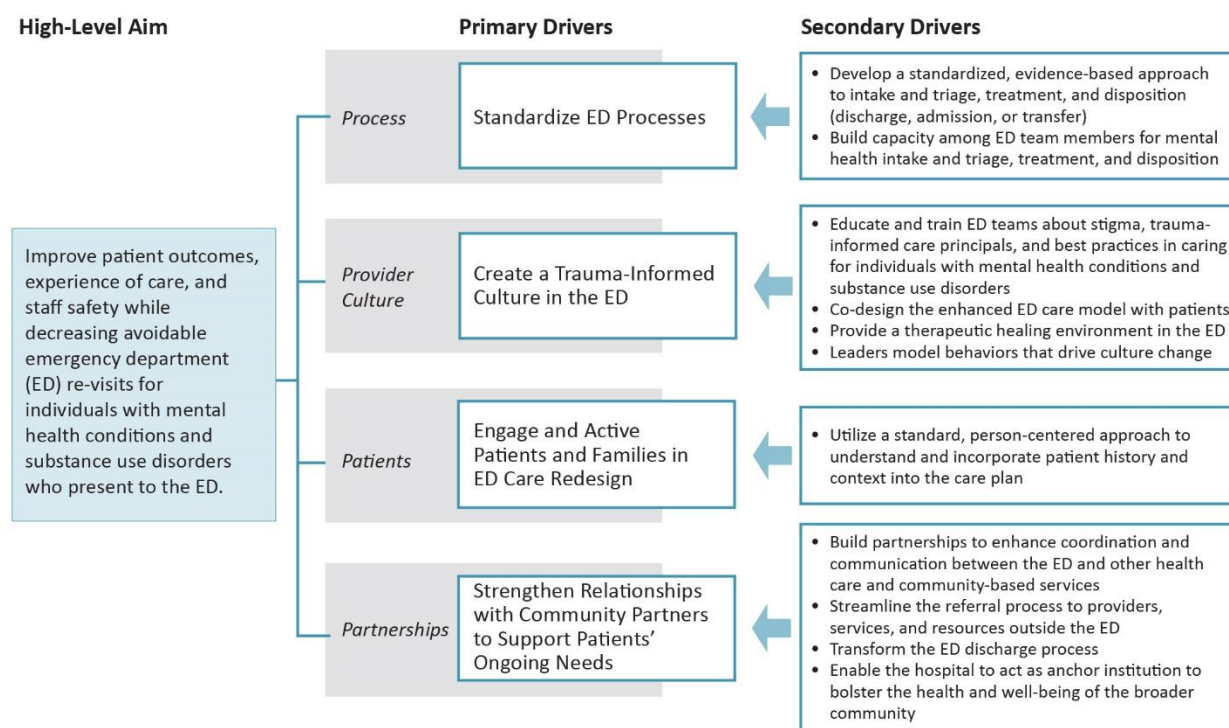 High-Level Aim
Primary Drivers
Secondary Drivers
Improve patient outcomes,
experience of care, and
staff safety while
decreasing avoidable
emergency department
(ED) re-visits for
individuals with mental
health conditions and
substance use disorders
who present to the ED.
Process
Standardize ED Processes
• Develop a standardized, evidence-based approach
to intake and triage, treatment, and disposition
(discharge, admission, or transfer)
• Build capacity among ED team members for mental
health intake and triage, treatment, and disposition
Provider
Culture
Create a Trauma-Informed
Culture in the ED
• Educate and train ED teams about stigma, trauma-
informed care principals, and best practices in caring
for individuals with mental health conditions and
substance use disorders
• Co-design the enhanced ED care model with patients
• Provide a therapeutic healing environment in the ED
• Leaders model behaviors that drive culture change
Patients
Engage and Active
Patients and Families in
ED Care Redesign
• Utilize a standard, person-centered approach to
understand and incorporate patient history and
context into the care plan
Partnerships
Strengthen Relationships
with Community Partners
to Support Patients’
Ongoing Needs
• Build partnerships to enhance coordination and
communication between the ED and other health
care and community-based services
• Streamline the referral process to providers,
services, and resources outside the ED
• Transform the ED discharge process
• Enable the hospital to act as anchor institution to
bolster the health and well-being of the broader
community